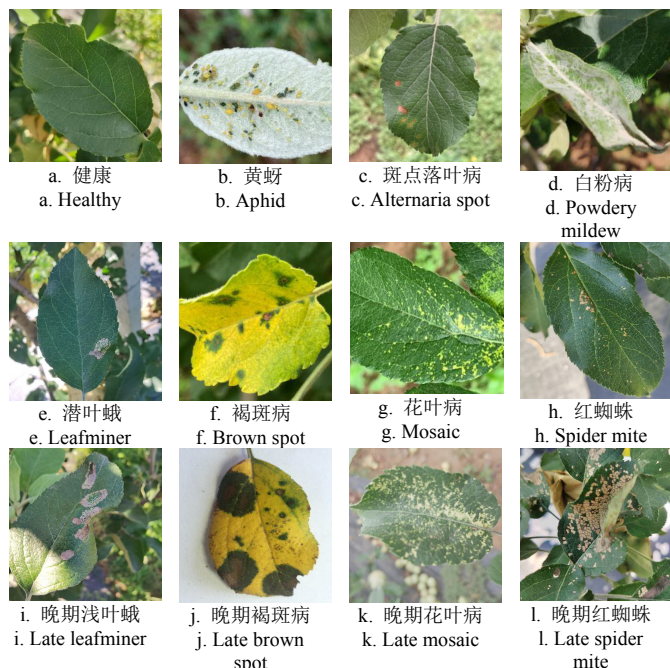 a. 健康
a. Healthy
b. 黄蚜
b. Aphid
c. 斑点落叶病
c. Alternaria spot
d. 白粉病
d. Powdery
mildew
e. 潜叶蛾
e. Leafminer
f. 褐斑病
f. Brown spot
g. 花叶病
g. Mosaic
h. 红蜘蛛
h. Spider mite
i. 晚期浅叶蛾
i. Late leafminer
j. 晚期褐斑病
j. Late brown
spot
k. 晚期花叶病
k. Late mosaic
l. 晚期红蜘蛛
l. Late spider
mite